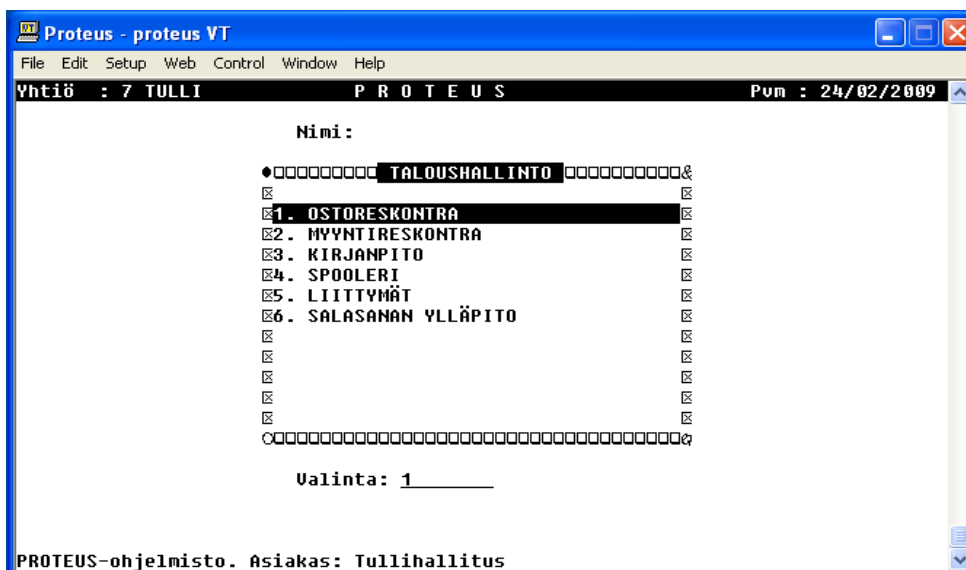 Proteus - proteus VT
File Edit Setup Web Control Window Help
Yhtiö : 7 TULLI P R O T E U S Pvm : 24/02/2009
Nimi:
TALOUSHALLINTO
1. OSTORESKONTRA
2. MYYNTIRESKONTRA
3. KIRJANPITO
4. SPOOLERI
5. LIITTYMÄT
6. SALASANAN YLLÄPITO
Valinta: 1
PROTEUS-ohjelmisto. Asiakas: Tullihallitus